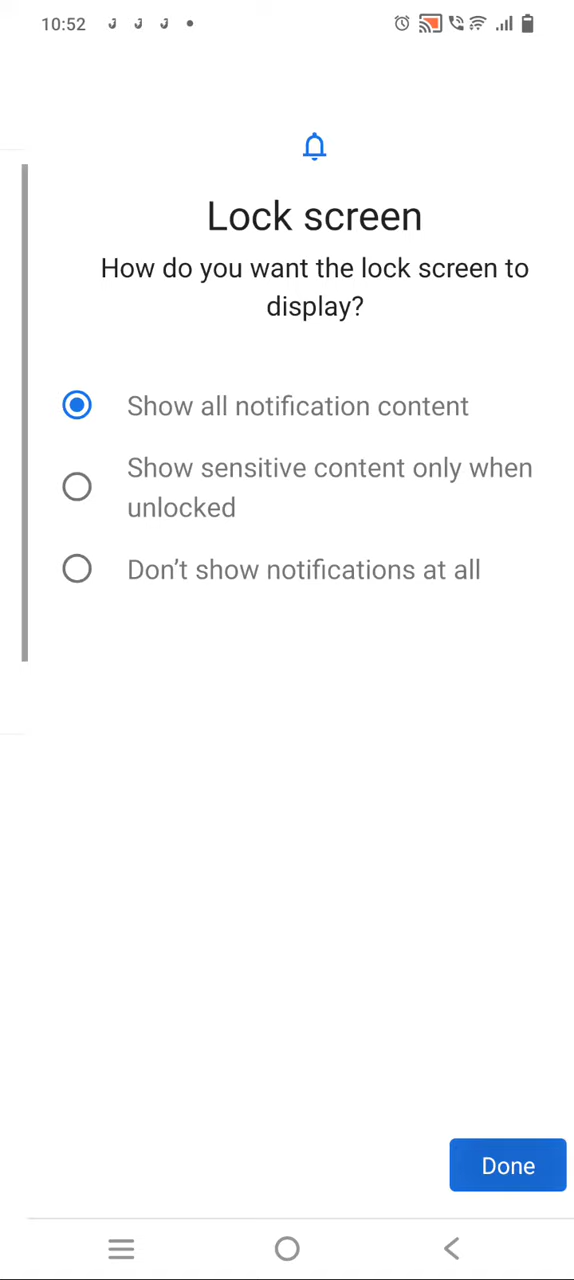 10:52
Lock screen
How do you want the lock screen to
display?
Show all notification content
Show sensitive content only when
unlocked
Don’t show notifications at all
Done